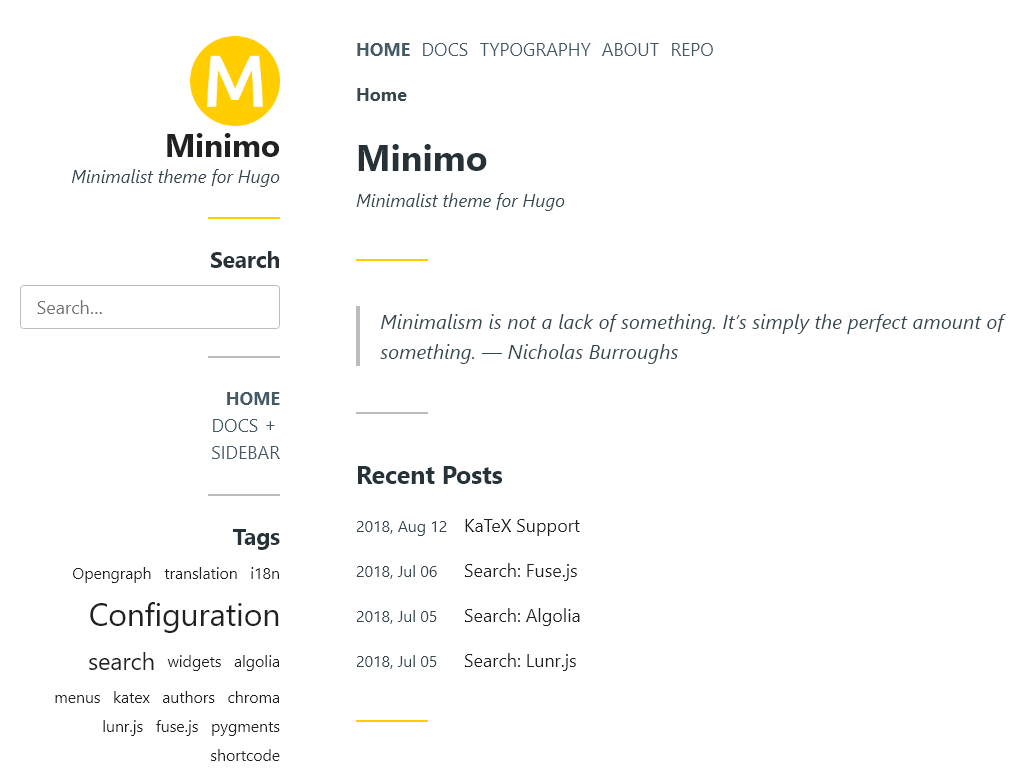 M
Minimo
Minimalist theme for Hugo
Search
Search...
HOME
DOCS +
SIDEBAR
Tags
Opengraph translation i18n
Configuration
search widgets algolia
menus katex authors chroma
lunr.js fuse.js pygments
shortcode
HOME DOCS TYPOGRAPHY ABOUT REPO
Home
Minimo
Minimalist theme for Hugo
Minimalism is not a lack of something. It's simply the perfect amount of
something. — Nicholas Burroughs
Recent Posts
2018, Aug 12 KaTeX Support
2018, Jul 06 Search: Fuse.js
2018, Jul 05 Search: Algolia
2018, Jul 05 Search: Lunr.js